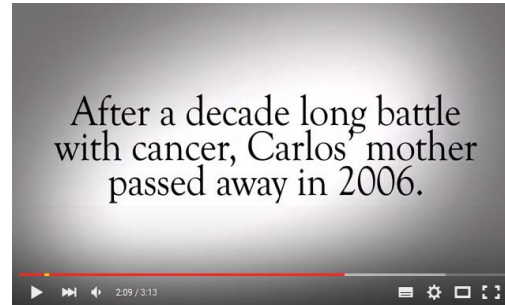 After a decade long battle
with cancer, Carlos' mother
passed away in 2006.
2:09 / 3:13